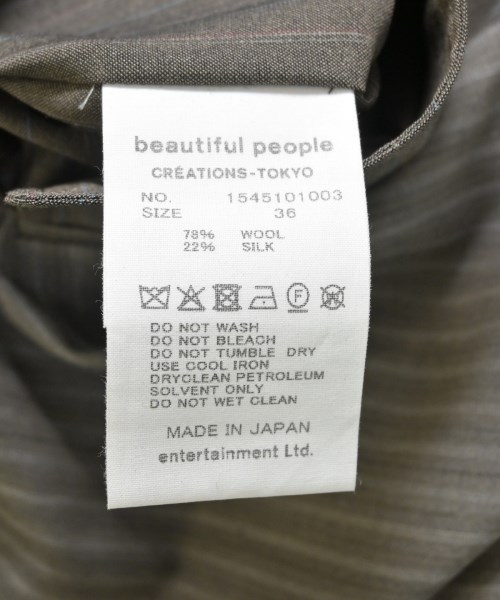 beautiful people
CRÉATIONS-TOKYO
NO. 1545101003
SIZE 36
78% WOOL
22% SILK
F W
DO NOT WASH
DO NOT BLEACH
DO NOT TUMBLE DRY
USE COOL IRON
DRYCLEAN PETROLEUM
SOLVENT ONLY
DO NOT WET CLEAN
MADE IN JAPAN
entertainment Ltd.